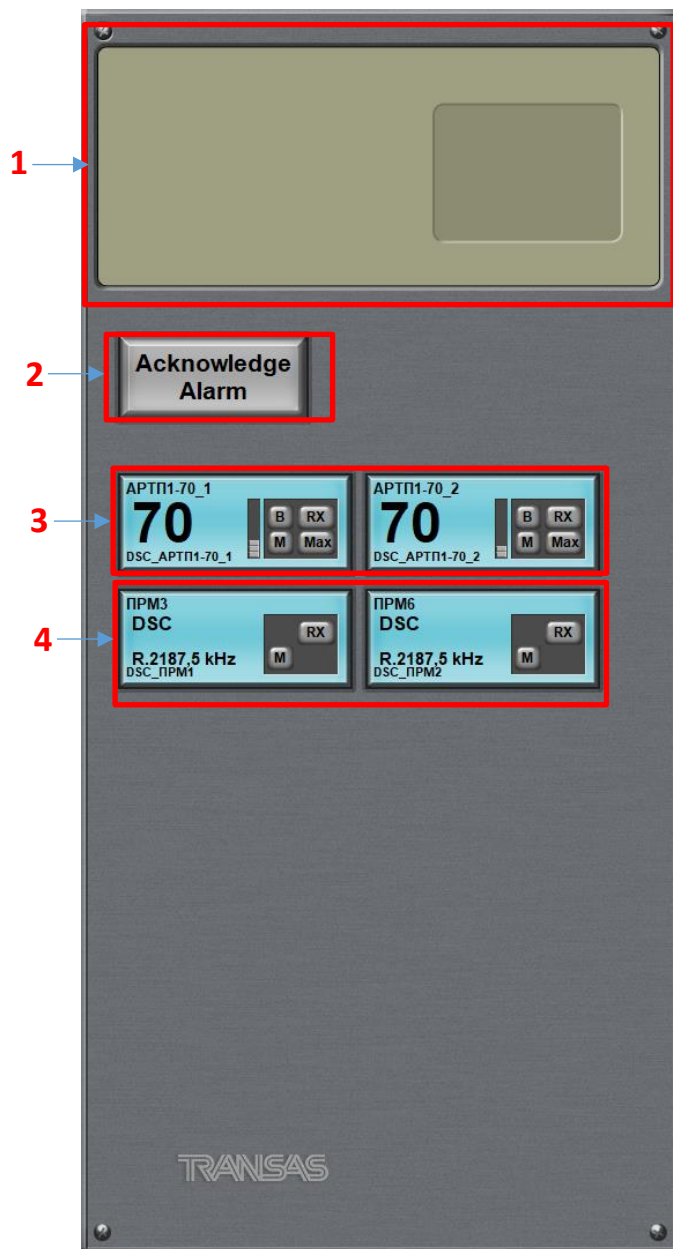 1
2
Acknowledge
Alarm
3
АРТП1-70_1
70
B RX
M Max
DSC_АРТП1-70_1
АРТП1-70_2
70
B RX
M Max
DSC_АРТП1-70_2
4
ПРМ3
DSC
RX
R.2187,5 kHz
M
DSC_ПРМ1
ПРМ6
DSC
RX
R.2187,5 kHz
M
DSC_ПРМ2
TRANSAS